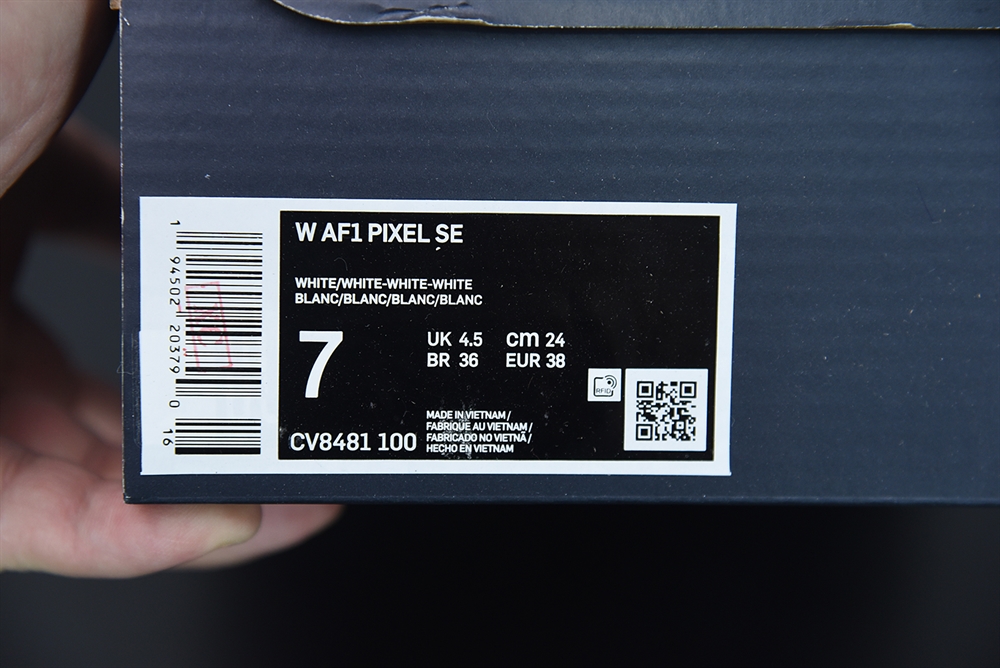 W AF1 PIXEL SE
WHITE/WHITE-WHITE-WHITE
BLANC/BLANC/BLANC/BLANC
7
UK 4.5 cm 24
BR 36 EUR 38
RFID
MADE IN VIETNAM /
FABRIQUE AU VIETNAM /
FABRICADO NO VIETNÃ /
HECHO EN VIETNAM
CV8481 100
1 94502 20379 0 16